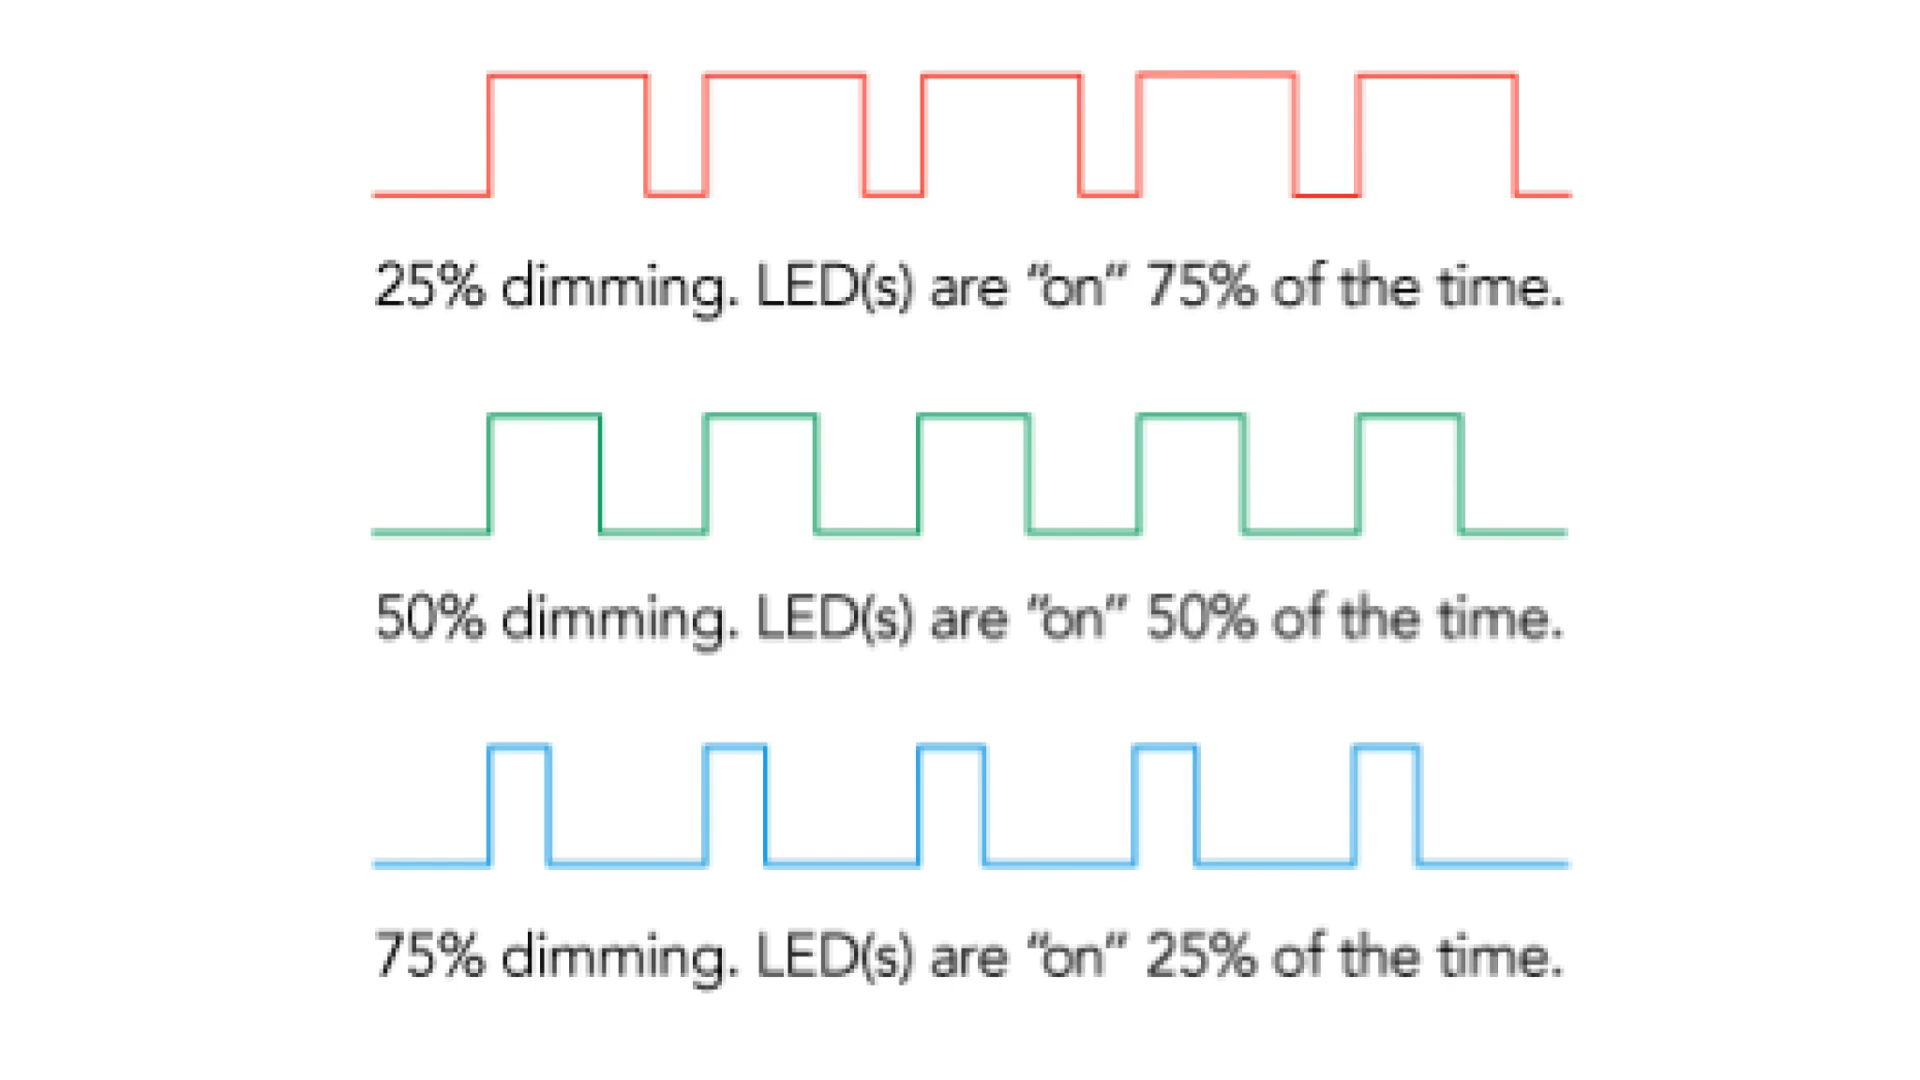 25% dimming. LED(s) are “on” 75% of the time.
50% dimming. LED(s) are “on” 50% of the time.
75% dimming. LED(s) are “on” 25% of the time.